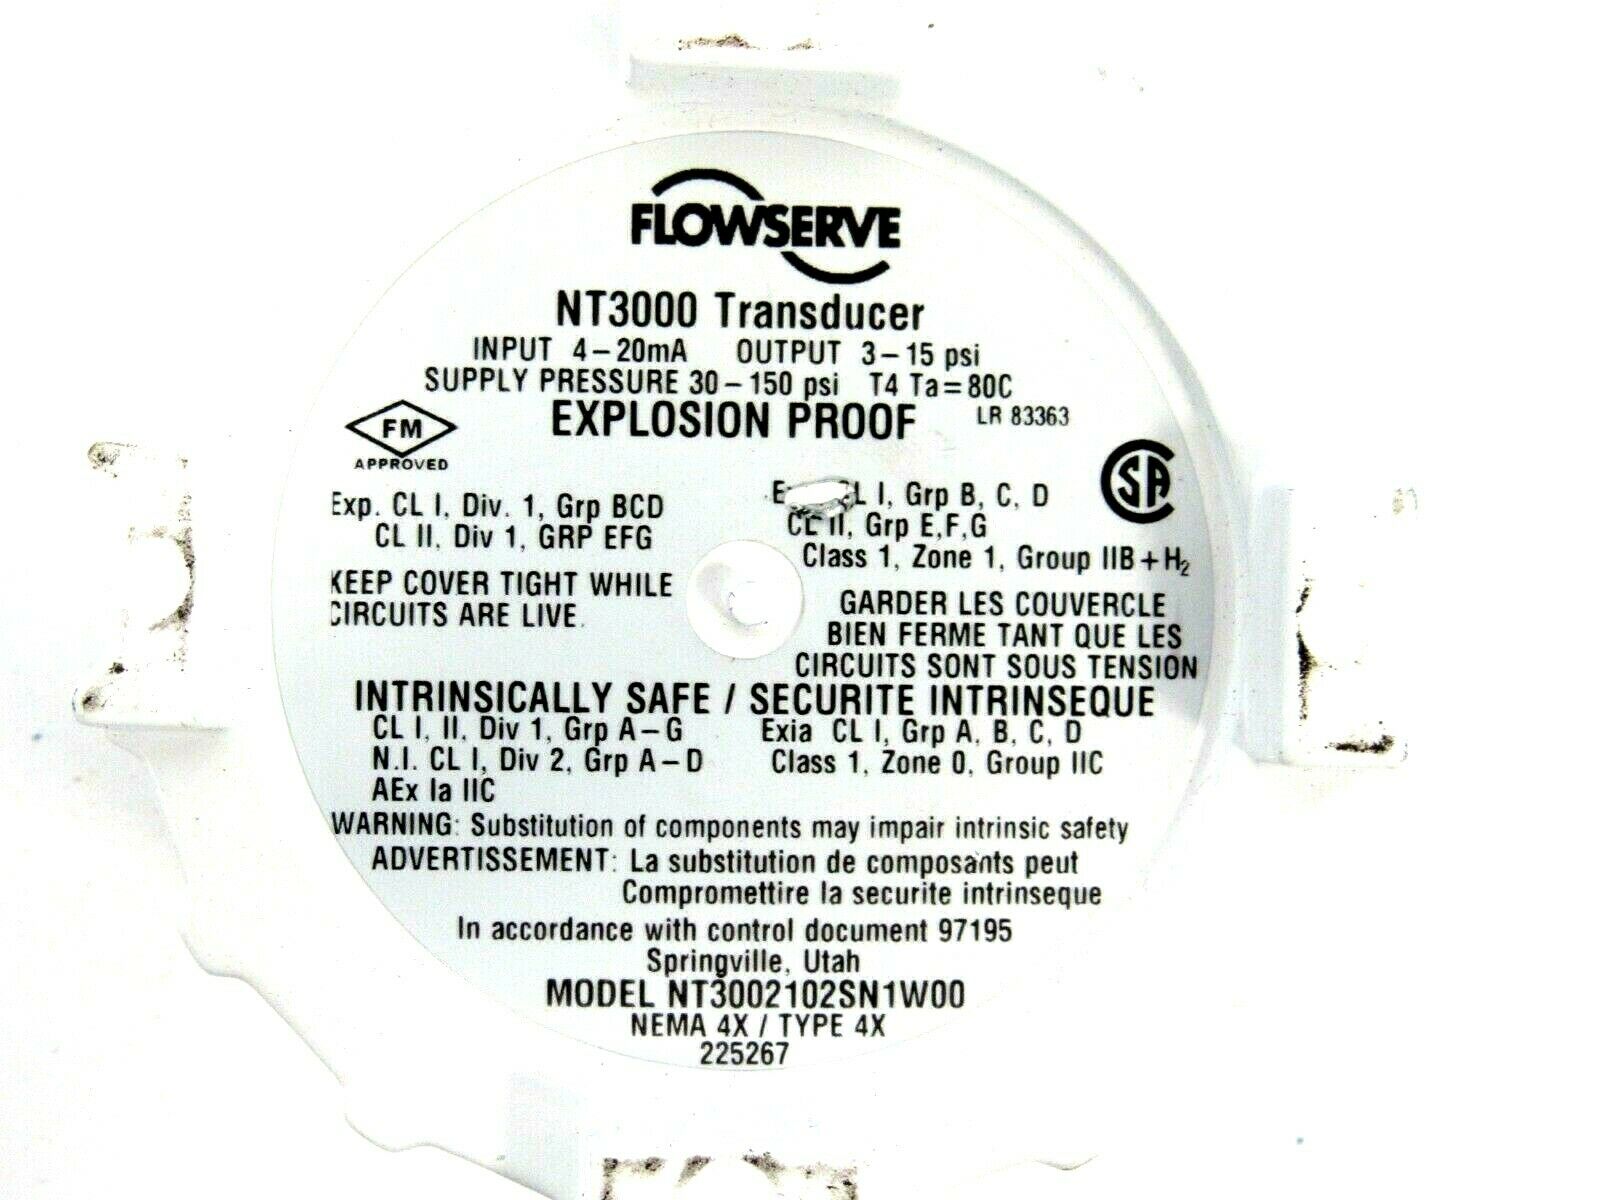 FLOWSERVE
NT3000 Transducer
INPUT 4-20mA OUTPUT 3-15 psi
SUPPLY PRESSURE 30-150 psi T4 Ta=80C
EXPLOSION PROOF LR 83363
FM
APPROVED
Exp. CL I, Div. 1, Grp BCD
CL II, Div 1, GRP EFG
KEEP COVER TIGHT WHILE
CIRCUITS ARE LIVE.
CL I, Grp B, C, D
CL II, Grp E,F,G
Class 1, Zone 1, Group IIB+H₂
CSA
GARDER LES COUVERCLE
BIEN FERME TANT QUE LES
CIRCUITS SONT SOUS TENSION
INTRINSICALLY SAFE / SECURITE INTRINSEQUE
CL I, II, Div 1, Grp A-G
N.I. CL I, Div 2, Grp A-D
AEx Ia IIC
Exia CL I, Grp A, B, C, D
Class 1, Zone 0, Group IIC
WARNING: Substitution of components may impair intrinsic safety
ADVERTISSEMENT: La substitution de composants peut
Compromettire la securite intrinseque
In accordance with control document 97195
Springville, Utah
MODEL NT3002102SN1W00
NEMA 4X / TYPE 4X
225267